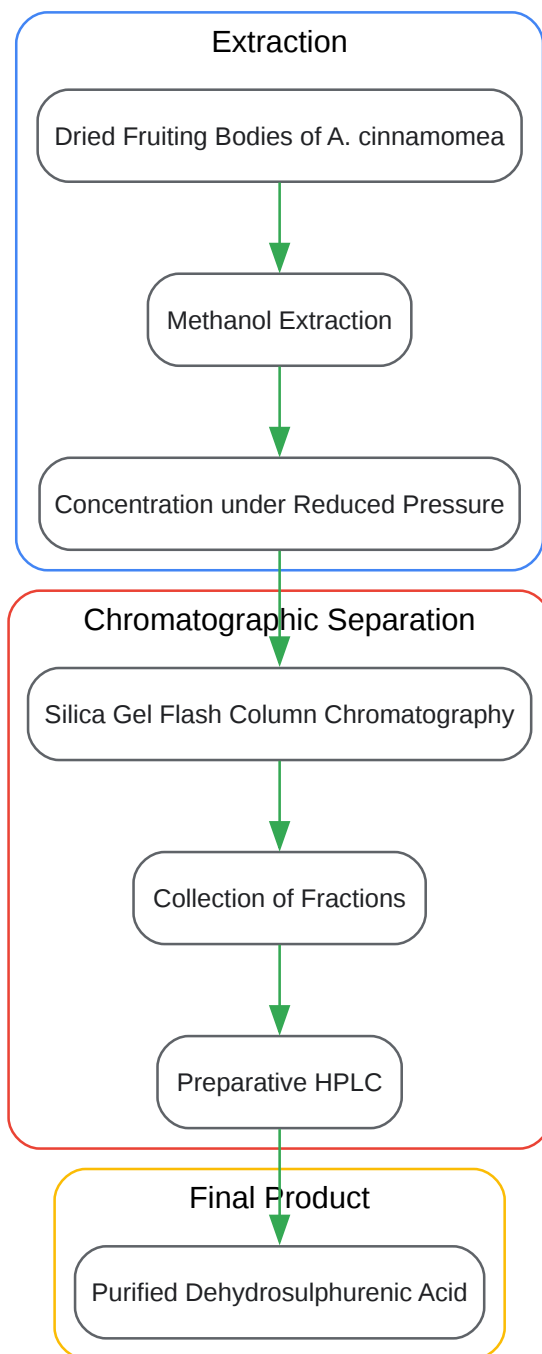 Extraction
Dried Fruiting Bodies of A. cinnamomea
Methanol Extraction
Concentration under Reduced Pressure
Chromatographic Separation
Silica Gel Flash Column Chromatography
Collection of Fractions
Preparative HPLC
Final Product
Purified Dehydrosulphurenic Acid